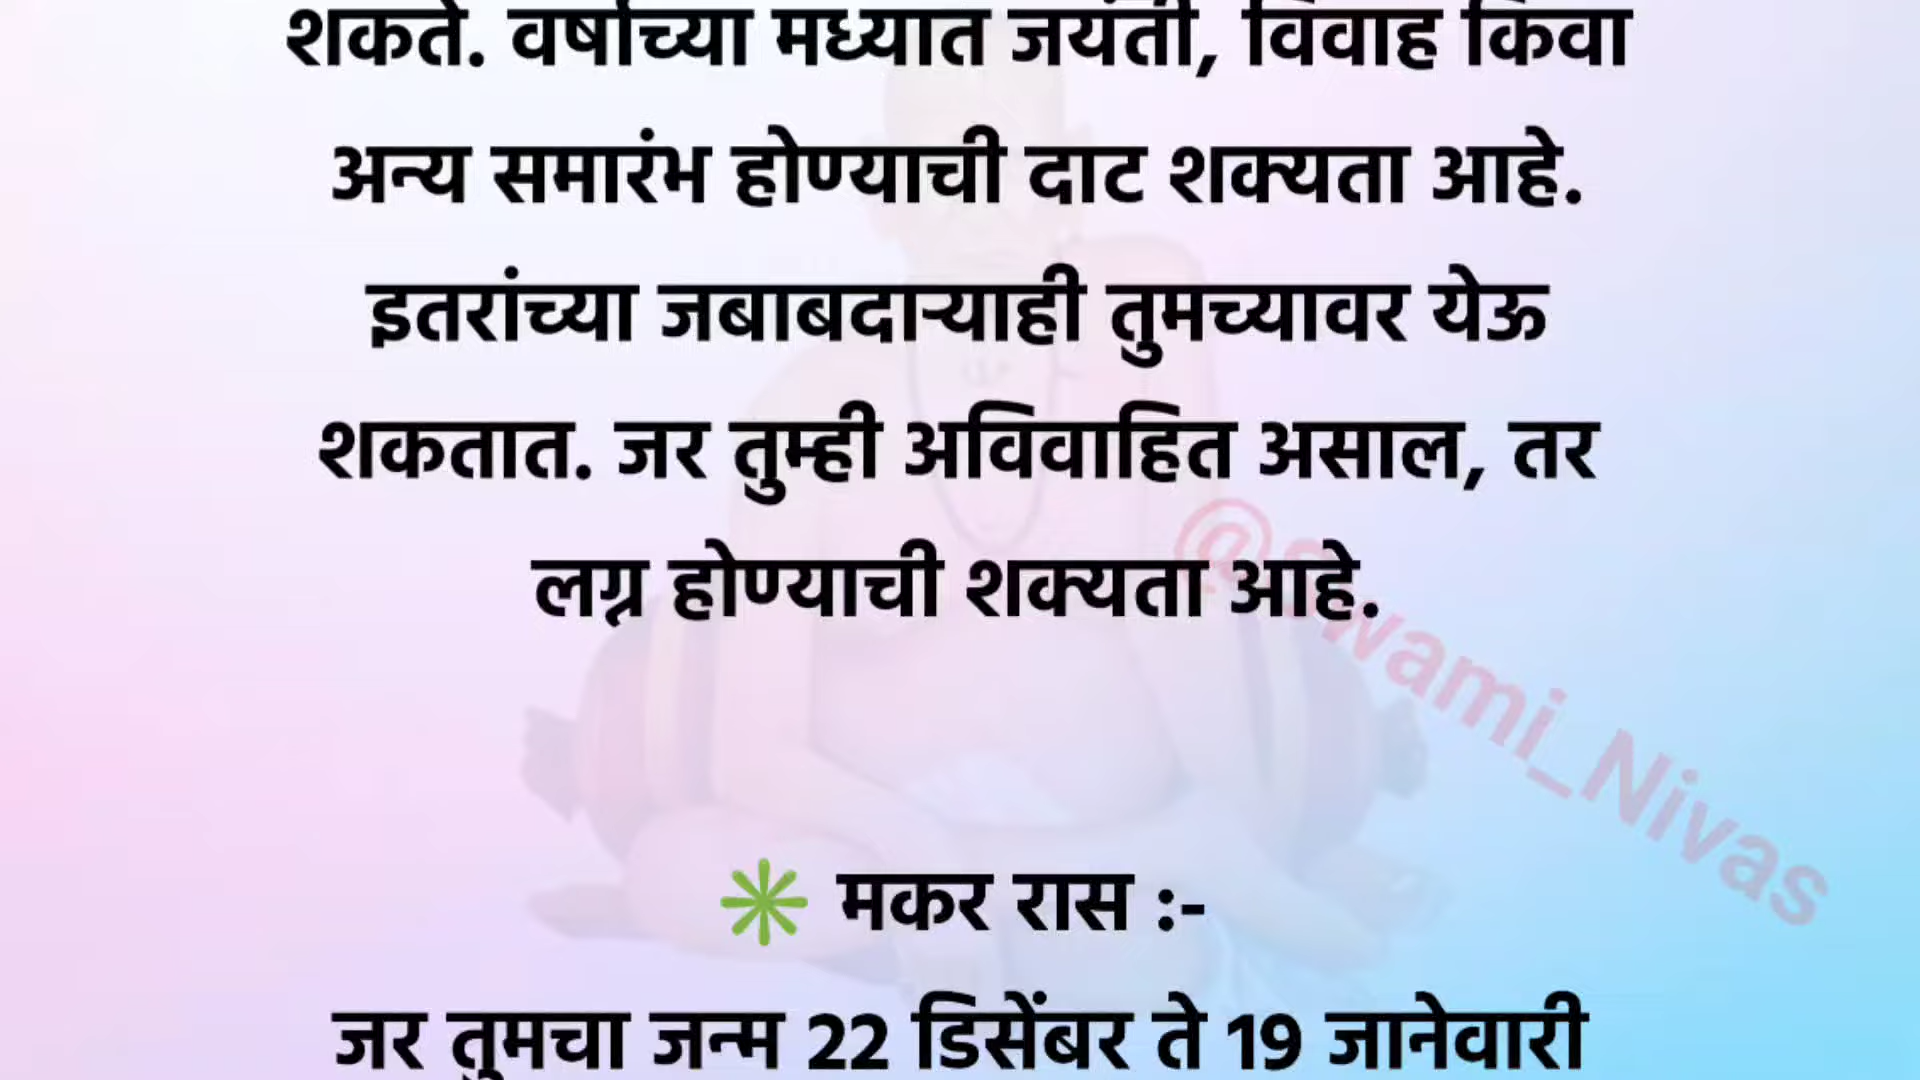 शकते. वर्षाच्या मध्यात जयंती, विवाह किंवा
अन्य समारंभ होण्याची दाट शक्यता आहे.
इतरांच्या जबाबदाऱ्याही तुमच्यावर येऊ
शकतात. जर तुम्ही अविवाहित असाल, तर
लग्न होण्याची शक्यता आहे.
@Swami_Nivas
✳️ मकर रास :-
जर तुमचा जन्म 22 डिसेंबर ते 19 जानेवारी